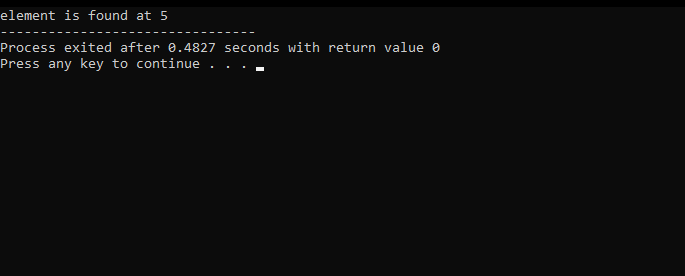 element is found at 5
--------------------------------
Process exited after 0.4827 seconds with return value 0
Press any key to continue . . .